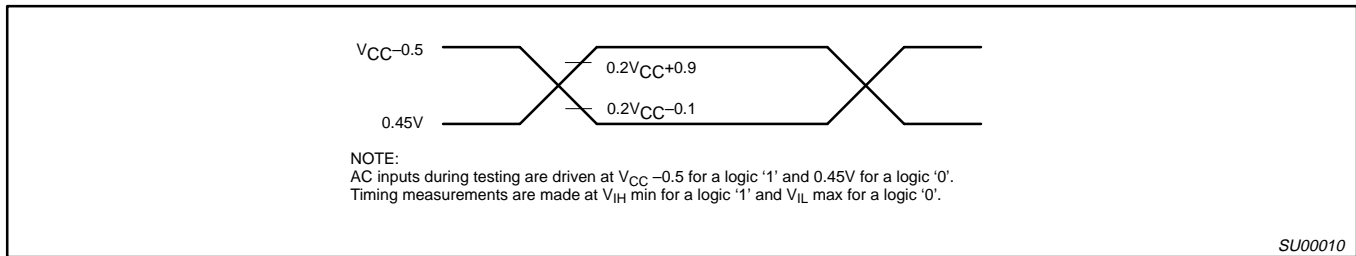 VCC–0.5
0.2VCC+0.9
0.2VCC–0.1
0.45V
NOTE:
AC inputs during testing are driven at VCC –0.5 for a logic ‘1’ and 0.45V for a logic ‘0’.
Timing measurements are made at VIH min for a logic ‘1’ and VIL max for a logic ‘0’.
SU00010